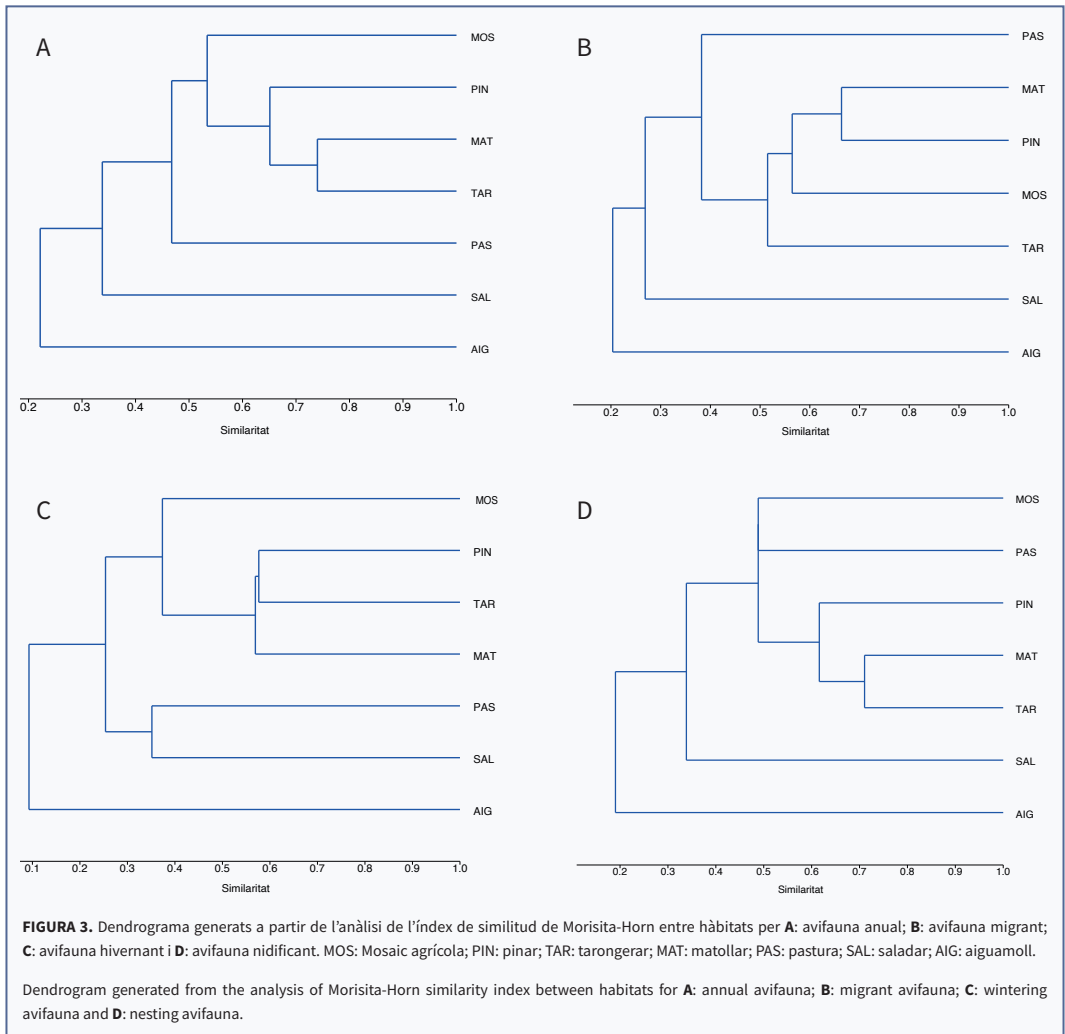 A
MOS
PIN
MAT
TAR
PAS
SAL
AIG
0.2 0.3 0.4 0.5 0.6 0.7 0.8 0.9 1.0
Similaritat
B
PAS
MAT
PIN
MOS
TAR
SAL
AIG
0.2 0.3 0.4 0.5 0.6 0.7 0.8 0.9 1.0
Similaritat
C
MOS
PIN
TAR
MAT
PAS
SAL
AIG
0.1 0.2 0.3 0.4 0.5 0.6 0.7 0.8 0.9 1.0
Similaritat
D
MOS
PAS
PIN
MAT
TAR
SAL
AIG
0.2 0.3 0.4 0.5 0.6 0.7 0.8 0.9 1.0
Similaritat
FIGURA 3. Dendrograma generats a partir de l'anàlisi de l'índex de similitud de Morisita-Horn entre hàbitats per A: avifauna anual; B: avifauna migrant;
C: avifauna hivernant i D: avifauna nidificant. MOS: Mosaic agrícola; PIN: pinar; TAR: tarongerar; MAT: matollar; PAS: pastura; SAL: saladar; AIG: aiguamoll.
Dendrogram generated from the analysis of Morisita-Horn similarity index between habitats for A: annual avifauna; B: migrant avifauna; C: wintering
avifauna and D: nesting avifauna.